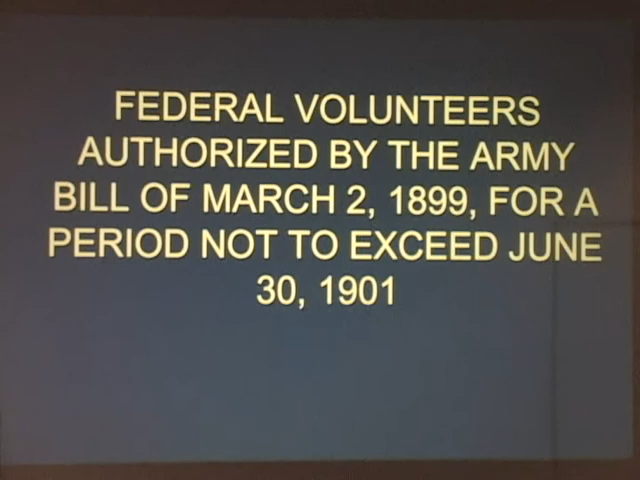 FEDERAL VOLUNTEERS
AUTHORIZED BY THE ARMY
BILL OF MARCH 2, 1899, FOR A
PERIOD NOT TO EXCEED JUNE
30, 1901